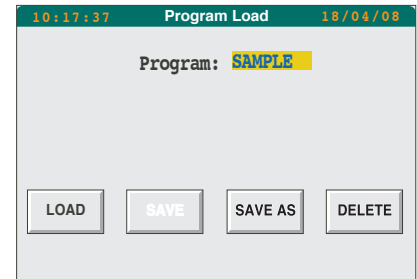 10:17:37 Program Load 18/04/08
Program: SAMPLE
LOAD SAVE SAVE AS DELETE